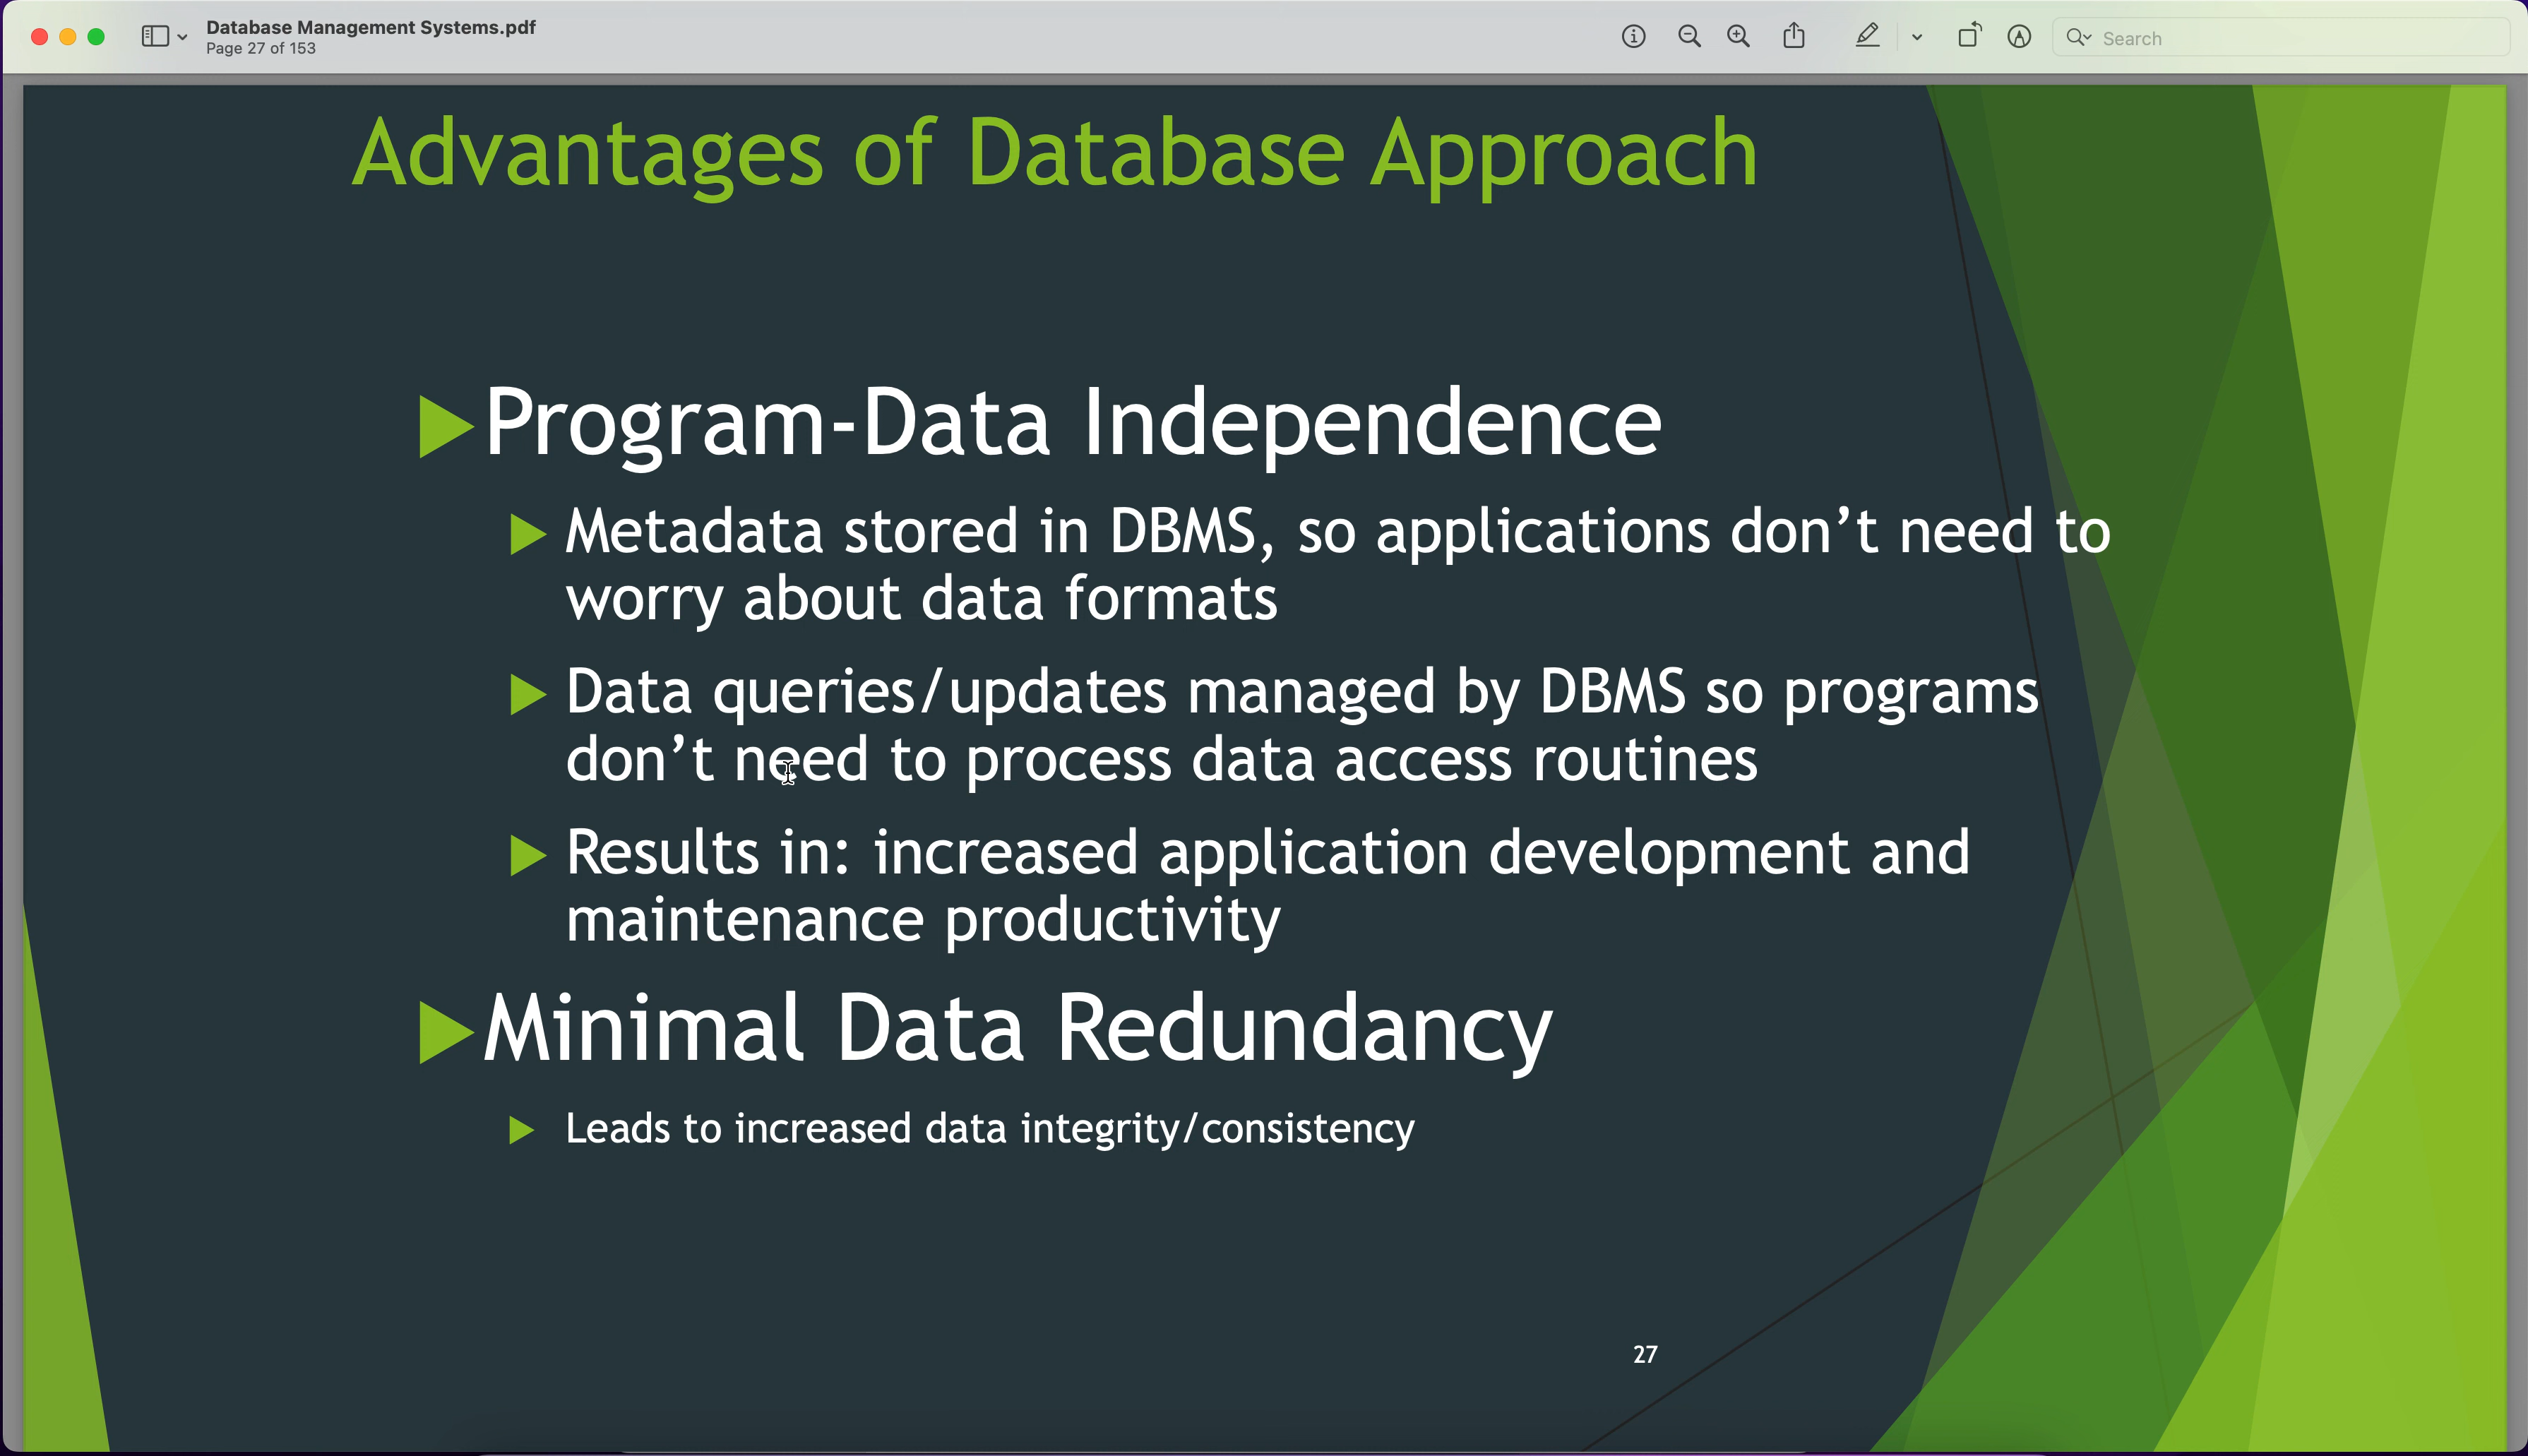 Database Management Systems.pdf
Page 27 of 153
Search
Advantages of Database Approach
Program-Data Independence
Metadata stored in DBMS, so applications don’t need to
worry about data formats
Data queries/updates managed by DBMS so programs
don’t need to process data access routines
Results in: increased application development and
maintenance productivity
Minimal Data Redundancy
Leads to increased data integrity/consistency
27